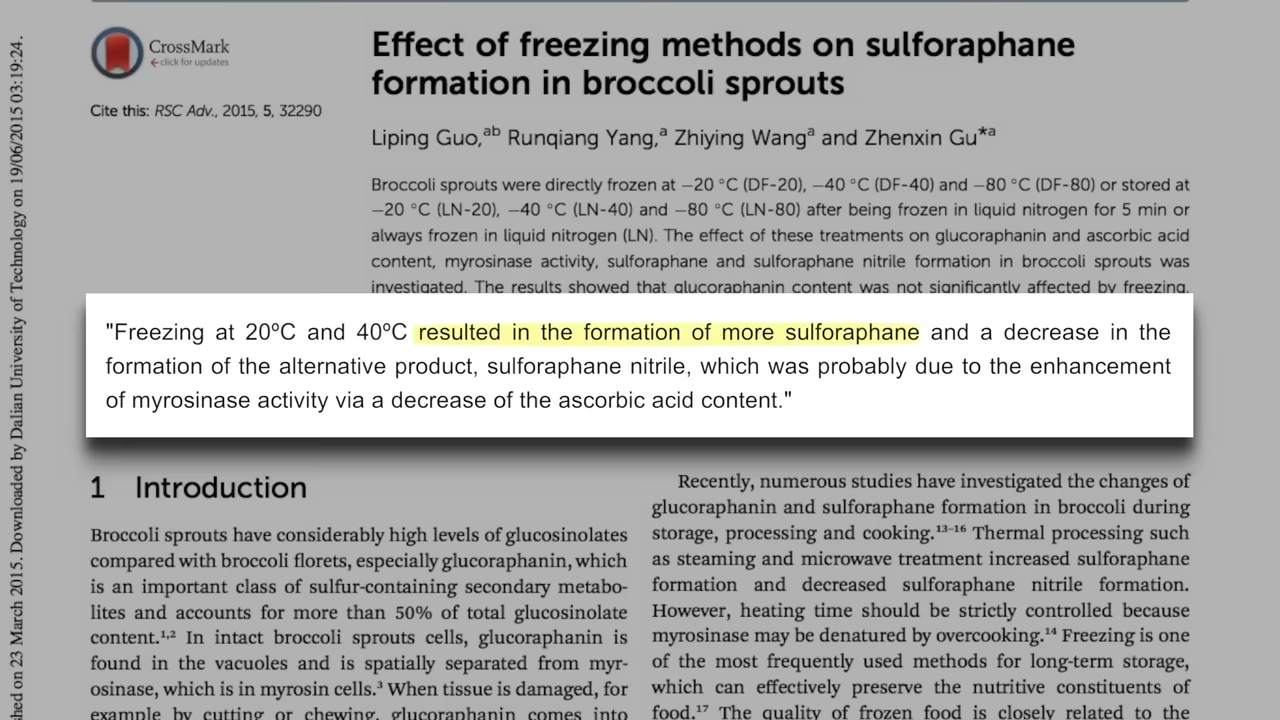 CrossMark
click for updates
Cite this: RSC Adv., 2015, 5, 32290
shed on 23 March 2015. Downloaded by Dalian University of Technology on 19/06/2015 03:19:24.
Effect of freezing methods on sulforaphane
formation in broccoli sprouts
Liping Guo,ᵃᵇ Runqiang Yang,ᵃ Zhiying Wangᵃ and Zhenxin Gu*ᵃ
Broccoli sprouts were directly frozen at −20 °C (DF-20), −40 °C (DF-40) and −80 °C (DF-80) or stored at
−20 °C (LN-20), −40 °C (LN-40) and −80 °C (LN-80) after being frozen in liquid nitrogen for 5 min or
always frozen in liquid nitrogen (LN). The effect of these treatments on glucoraphanin and ascorbic acid
content, myrosinase activity, sulforaphane and sulforaphane nitrile formation in broccoli sprouts was
investigated. The results showed that glucoraphanin content was not significantly affected by freezing.
"Freezing at 20ºC and 40ºC resulted in the formation of more sulforaphane and a decrease in the
formation of the alternative product, sulforaphane nitrile, which was probably due to the enhancement
of myrosinase activity via a decrease of the ascorbic acid content."
1 Introduction
Broccoli sprouts have considerably high levels of glucosinolates
compared with broccoli florets, especially glucoraphanin, which
is an important class of sulfur-containing secondary metabo-
lites and accounts for more than 50% of total glucosinolate
content.¹,² In intact broccoli sprouts cells, glucoraphanin is
found in the vacuoles and is spatially separated from myr-
osinase, which is in myrosin cells.³ When tissue is damaged, for
example by cutting or chewing, glucoraphanin comes into
Recently, numerous studies have investigated the changes of
glucoraphanin and sulforaphane formation in broccoli during
storage, processing and cooking.¹³⁻¹⁶ Thermal processing such
as steaming and microwave treatment increased sulforaphane
formation and decreased sulforaphane nitrile formation.
However, heating time should be strictly controlled because
myrosinase may be denatured by overcooking.¹⁴ Freezing is one
of the most frequently used methods for long-term storage,
which can effectively preserve the nutritive constituents of
food.¹⁷ The quality of frozen food is closely related to the